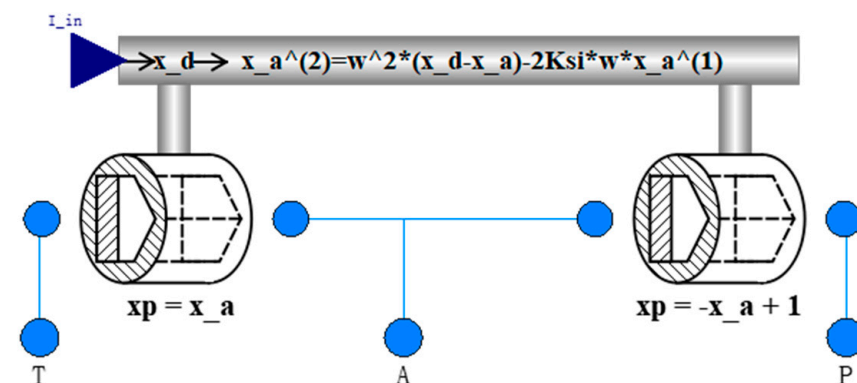 I_in
x_d x_a^(2)=w^2*(x_d-x_a)-2Ksi*w*x_a^(1)
xp = x_a
xp = -x_a + 1
T
A
P